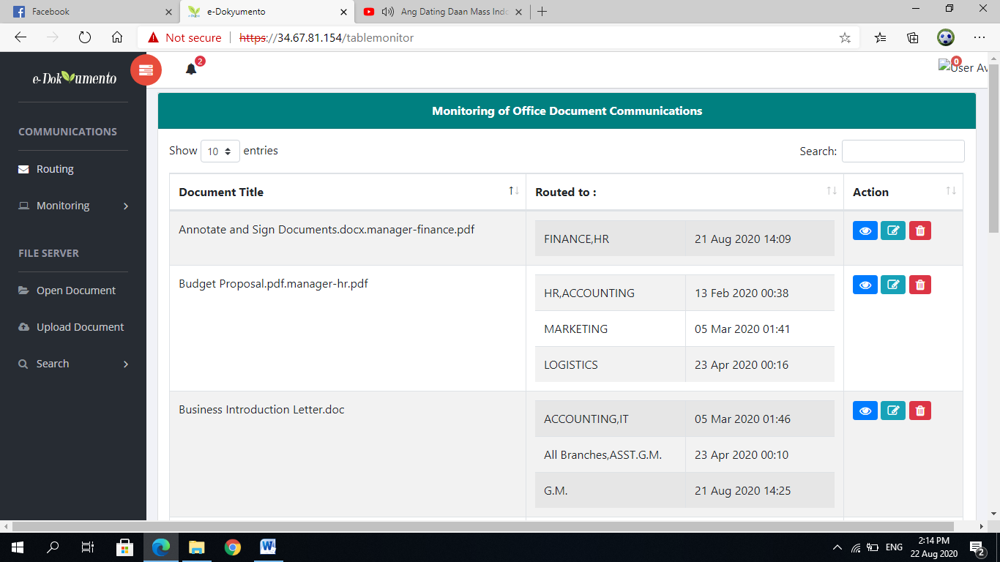 Facebook
e-Dokyumento
Ang Dating Daan Mass Ind
Not secure
https://34.67.81.154/tablemonitor
e-Dokyumento
2
0
User Av
COMMUNICATIONS
Routing
Monitoring
FILE SERVER
Open Document
Upload Document
Search
Monitoring of Office Document Communications
Show 10 entries
Search:
Document Title Routed to : Action
Annotate and Sign Documents.docx.manager-finance.pdf
FINANCE,HR 21 Aug 2020 14:09
Budget Proposal.pdf.manager-hr.pdf
HR,ACCOUNTING 13 Feb 2020 00:38
MARKETING 05 Mar 2020 01:41
LOGISTICS 23 Apr 2020 00:16
Business Introduction Letter.doc
ACCOUNTING,IT 05 Mar 2020 01:46
All Branches,ASST.G.M. 23 Apr 2020 00:10
G.M. 21 Aug 2020 14:25
ENG
2:14 PM
22 Aug 2020
2